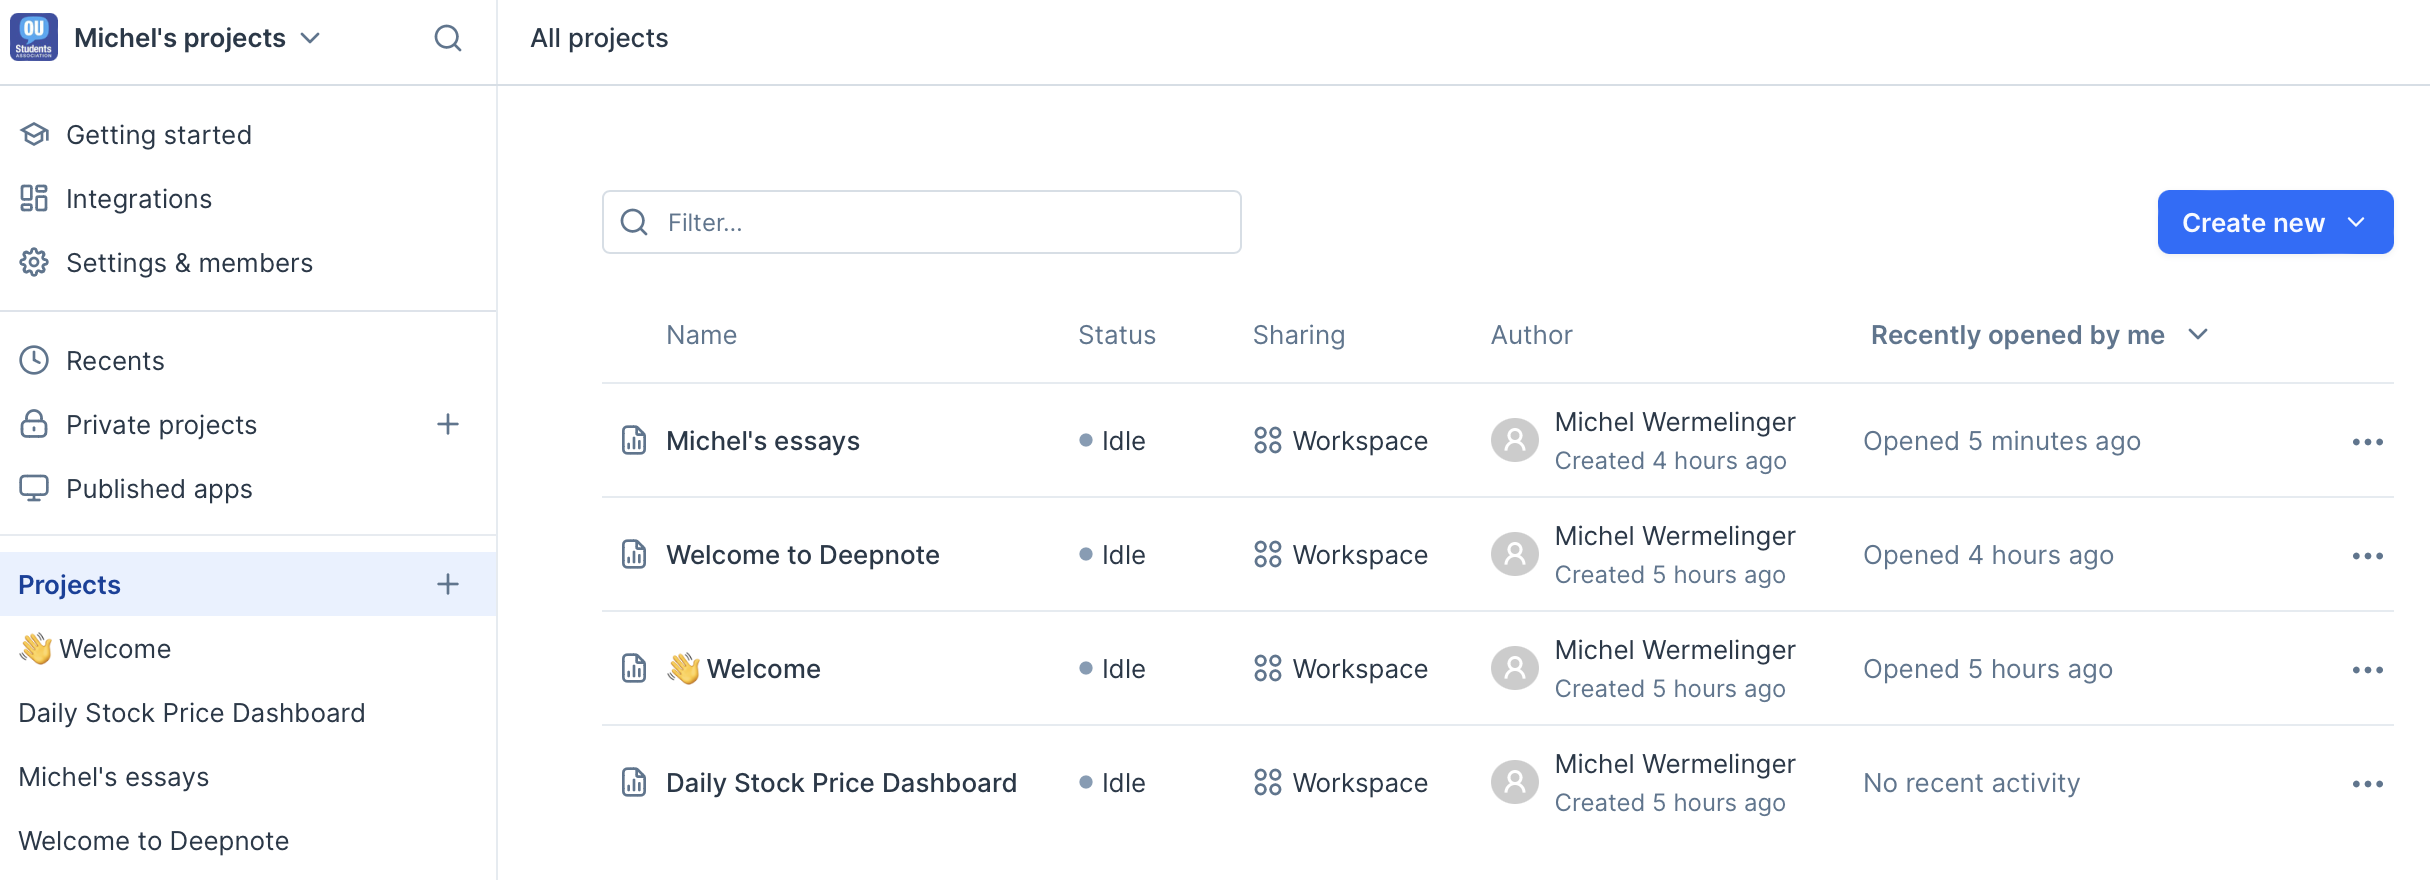 OU
Students
ASSOCIATION
Michel's projects
All projects
Getting started
Integrations
Settings & members
Recents
Private projects
Published apps
Projects
👋 Welcome
Daily Stock Price Dashboard
Michel's essays
Welcome to Deepnote
Filter...
Create new
Name Status Sharing Author Recently opened by me
Michel's essays Idle Workspace Michel Wermelinger Opened 5 minutes ago
Created 4 hours ago
Welcome to Deepnote Idle Workspace Michel Wermelinger Opened 4 hours ago
Created 5 hours ago
👋 Welcome Idle Workspace Michel Wermelinger Opened 5 hours ago
Created 5 hours ago
Daily Stock Price Dashboard Idle Workspace Michel Wermelinger No recent activity
Created 5 hours ago